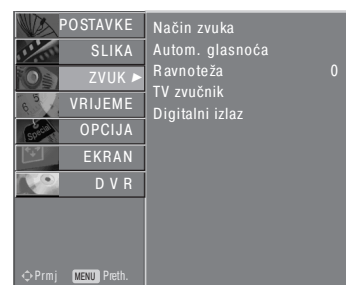 POSTAVKE
SLIKA
ZVUK
VRIJEME
OPCIJA
EKRAN
DVR
Način zvuka
Autom. glasnoća
Ravnoteža 0
TV zvučnik
Digitalni izlaz
Prmj MENU Preth.